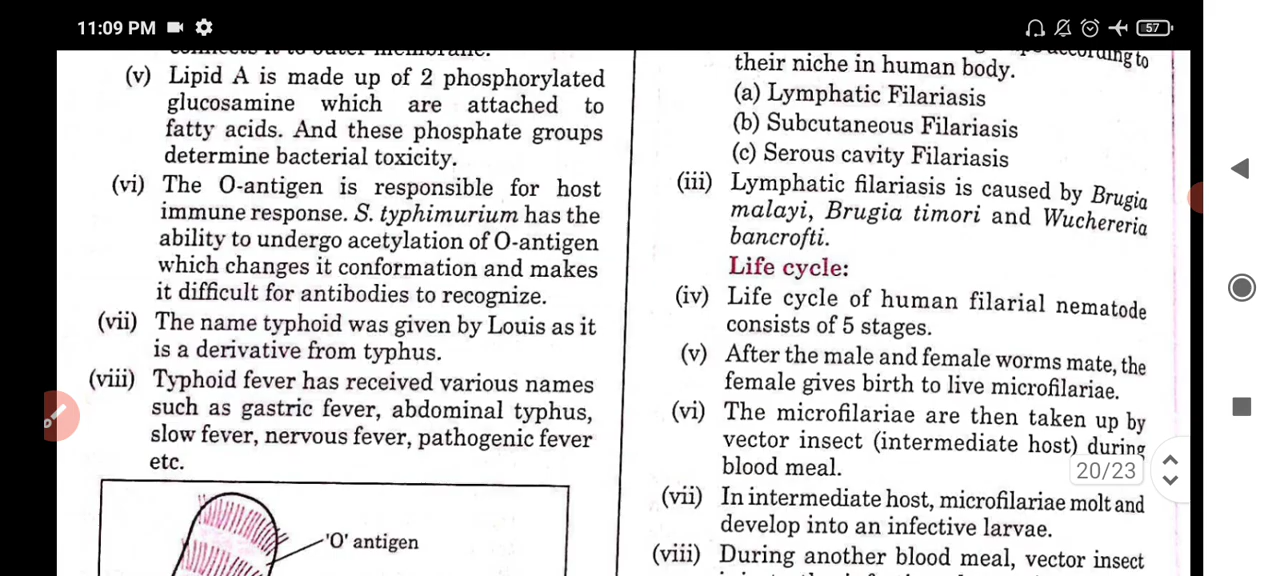 11:09 PM
57
(v) Lipid A is made up of 2 phosphorylated
glucosamine which are attached to
fatty acids. And these phosphate groups
determine bacterial toxicity.
(vi) The O-antigen is responsible for host
immune response. S. typhimurium has the
ability to undergo acetylation of O-antigen
which changes it conformation and makes
it difficult for antibodies to recognize.
(vii) The name typhoid was given by Louis as it
is a derivative from typhus.
(viii) Typhoid fever has received various names
such as gastric fever, abdominal typhus,
slow fever, nervous fever, pathogenic fever
etc.
'O' antigen
according to
their niche in human body.
(a) Lymphatic Filariasis
(b) Subcutaneous Filariasis
(c) Serous cavity Filariasis
(iii) Lymphatic filariasis is caused by Brugia
malayi, Brugia timori and Wuchereria
bancrofti.
Life cycle:
(iv) Life cycle of human filarial nematode
consists of 5 stages.
(v) After the male and female worms mate, the
female gives birth to live microfilariae.
(vi) The microfilariae are then taken up by
vector insect (intermediate host) during
blood meal.
(vii) In intermediate host, microfilariae molt and
develop into an infective larvae.
(viii) During another blood meal, vector insect
20/23